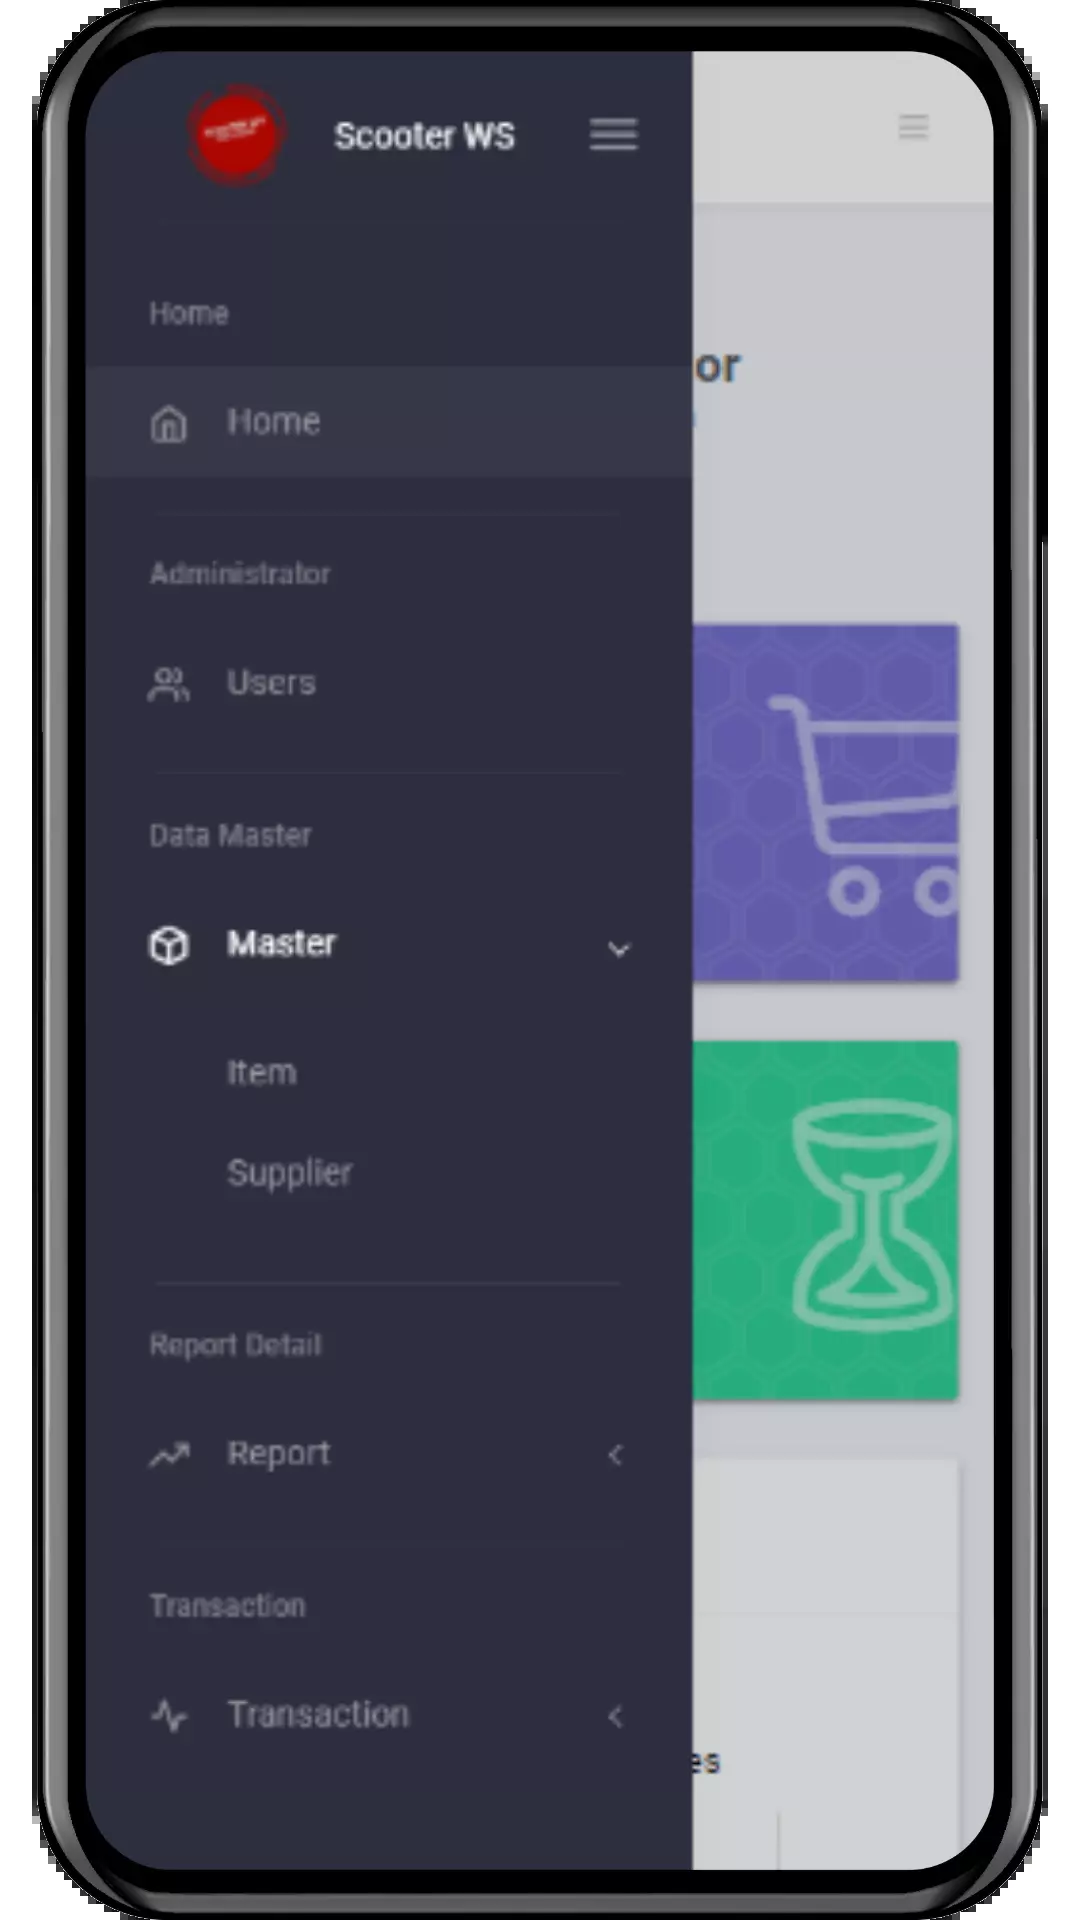 Scooter WS
Home
or
Home
Administrator
Users
Data Master
Master
Item
Supplier
Report Detail
Report
Transaction
Transaction
es